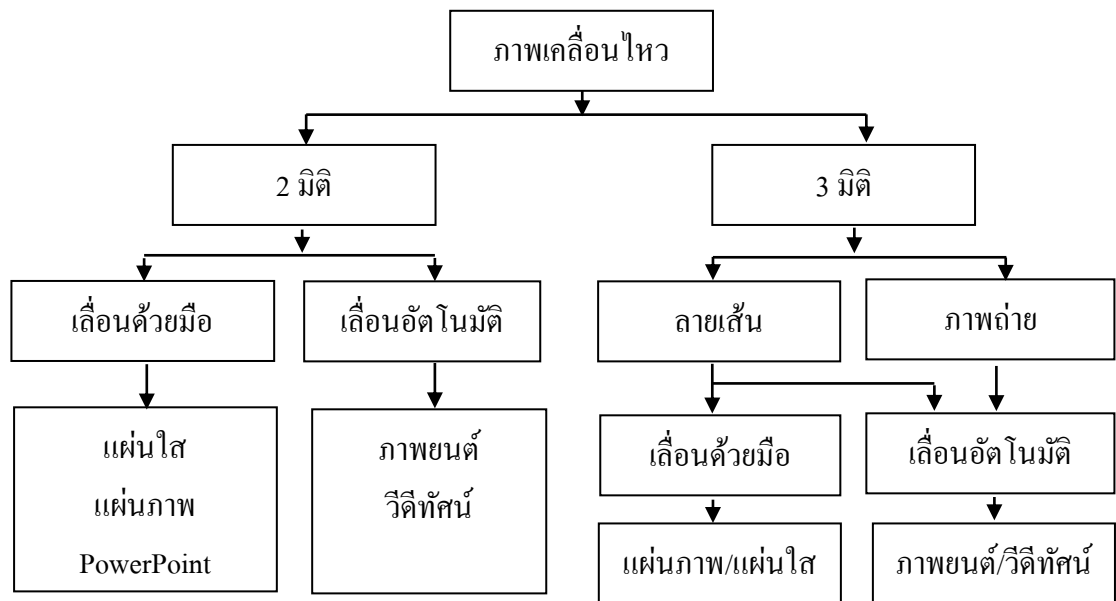 ภาพเคลื่อนไหว
2 มิติ
3 มิติ
เลื่อนด้วยมือ
เลื่อนอัตโนมัติ
ลายเส้น
ภาพถ่าย
แผ่นใส
แผ่นภาพ
PowerPoint
ภาพยนต์
วีดีทัศน์
เลื่อนด้วยมือ
เลื่อนอัตโนมัติ
แผ่นภาพ/แผ่นใส
ภาพยนต์/วีดีทัศน์